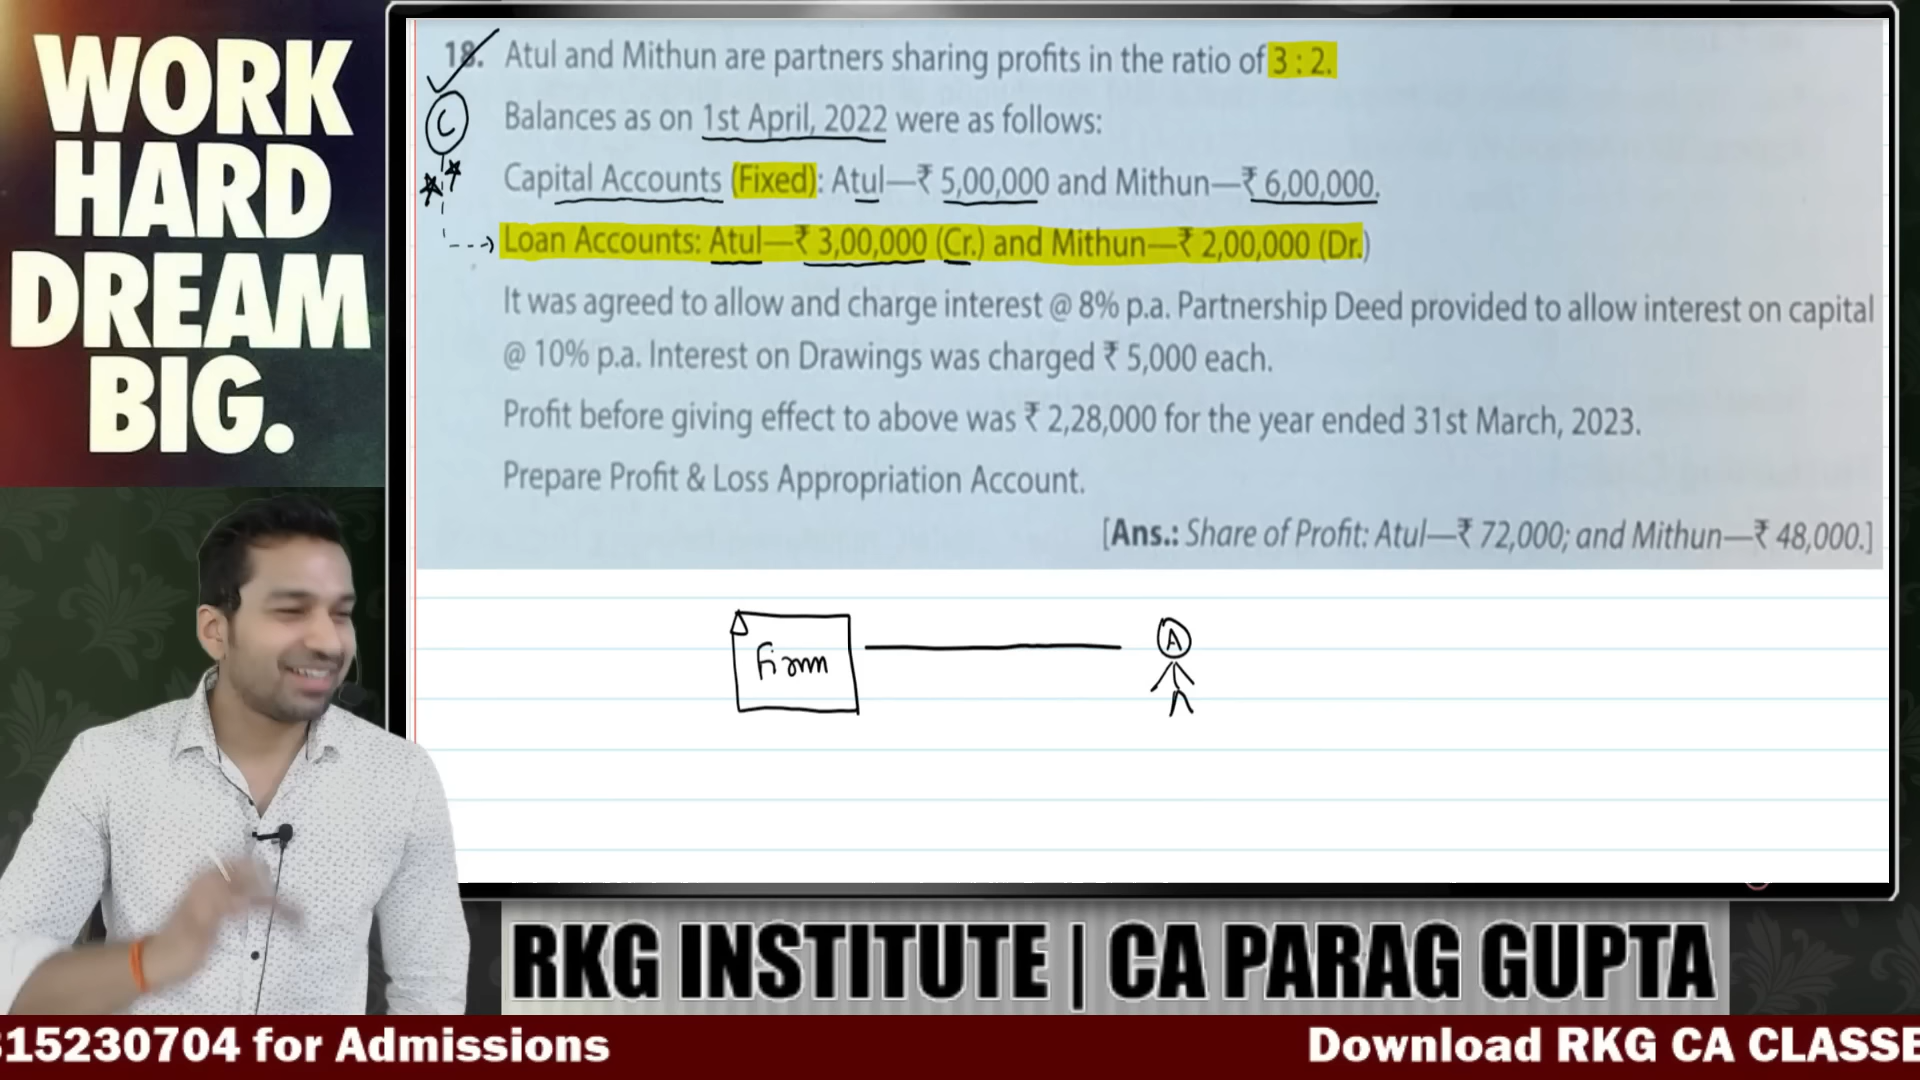 WORK
HARD
DREAM
BIG.
18. Atul and Mithun are partners sharing profits in the ratio of 3 : 2.
C
Balances as on 1st April, 2022 were as follows:
Capital Accounts (Fixed): Atul—₹ 5,00,000 and Mithun—₹ 6,00,000.
Loan Accounts: Atul—₹ 3,00,000 (Cr.) and Mithun—₹ 2,00,000 (Dr.)
It was agreed to allow and charge interest @ 8% p.a. Partnership Deed provided to allow interest on capital
@ 10% p.a. Interest on Drawings was charged ₹ 5,000 each.
Profit before giving effect to above was ₹ 2,28,000 for the year ended 31st March, 2023.
Prepare Profit & Loss Appropriation Account.
[Ans.: Share of Profit: Atul—₹ 72,000; and Mithun—₹ 48,000.]
Firm
A
RKG INSTITUTE | CA PARAG GUPTA
315230704 for Admissions
Download RKG CA CLASSE